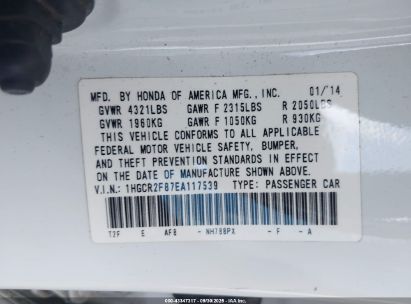 MFD. BY HONDA OF AMERICA MFG., INC. 01/14
GVWR 4321LBS GAWR F 2315LBS R 2050LBS
GVWR 1960KG GAWR F 1050KG R 930KG
THIS VEHICLE CONFORMS TO ALL APPLICABLE
FEDERAL MOTOR VEHICLE SAFETY, BUMPER,
AND THEFT PREVENTION STANDARDS IN EFFECT
ON THE DATE OF MANUFACTURE SHOWN ABOVE.
V.I.N.: 1HGCR2F87EA117539 TYPE: PASSENGER CAR
T2F E AF8 - NH788PX - F - A